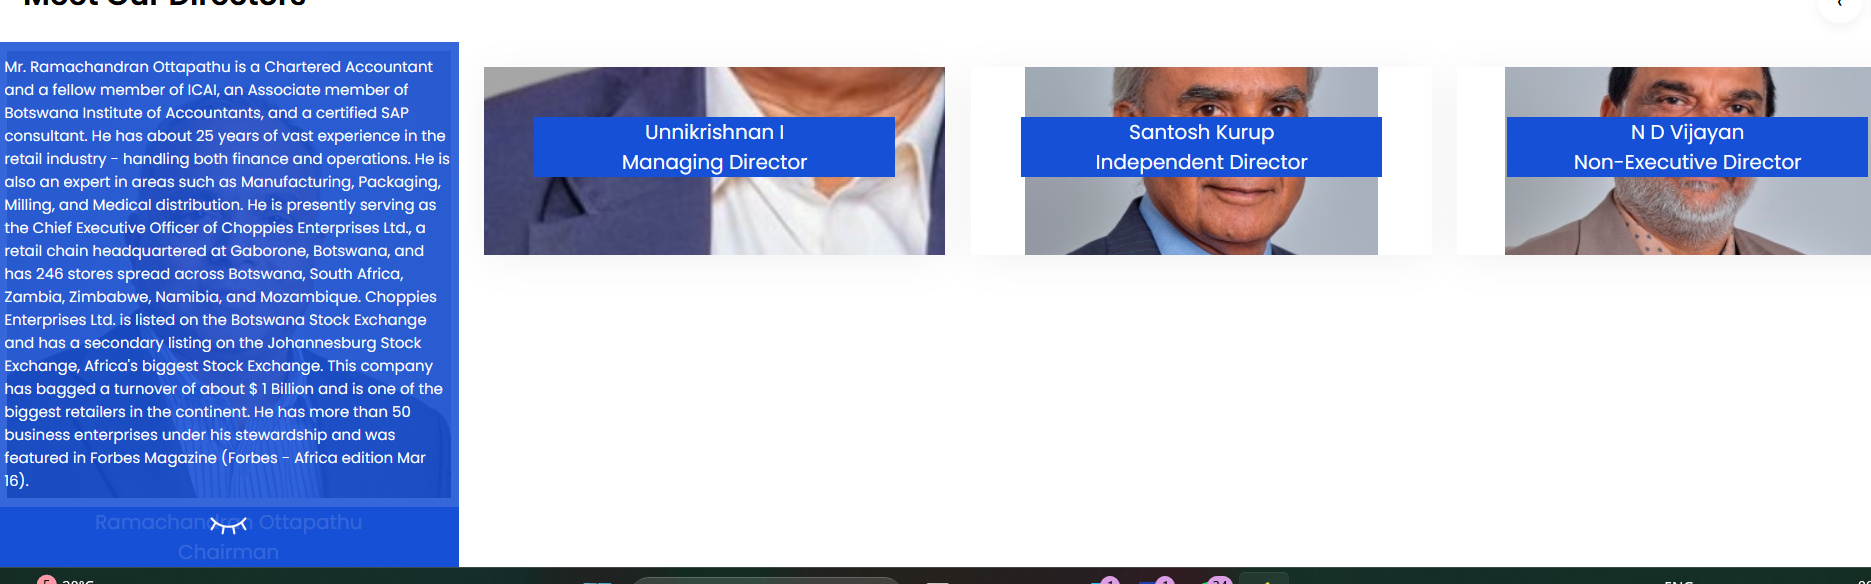 Meet Our Directors
Mr. Ramachandran Ottapathu is a Chartered Accountant
and a fellow member of ICAI, an Associate member of
Botswana Institute of Accountants, and a certified SAP
consultant. He has about 25 years of vast experience in the
retail industry - handling both finance and operations. He is
also an expert in areas such as Manufacturing, Packaging,
Milling, and Medical distribution. He is presently serving as
the Chief Executive Officer of Choppies Enterprises Ltd., a
retail chain headquartered at Gaborone, Botswana, and
has 246 stores spread across Botswana, South Africa,
Zambia, Zimbabwe, Namibia, and Mozambique. Choppies
Enterprises Ltd. is listed on the Botswana Stock Exchange
and has a secondary listing on the Johannesburg Stock
Exchange, Africa's biggest Stock Exchange. This company
has bagged a turnover of about $ 1 Billion and is one of the
biggest retailers in the continent. He has more than 50
business enterprises under his stewardship and was
featured in Forbes Magazine (Forbes - Africa edition Mar
16).
Ramachandran Ottapathu
Chairman
Unnikrishnan I
Managing Director
Santosh Kurup
Independent Director
N D Vijayan
Non-Executive Director